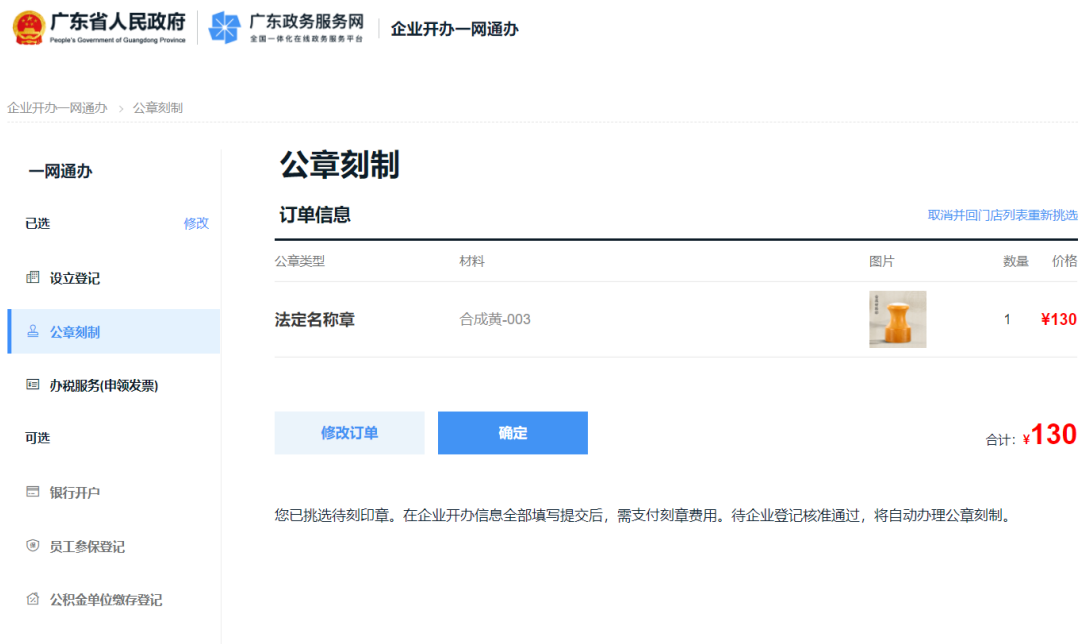 广东省人民政府
People's Government of Guangdong Province
广东政务服务网
全国一体化在线政务服务平台
企业开办一网通办
企业开办一网通办 > 公章刻制
一网通办
已选 修改
设立登记
公章刻制
办税服务(申领发票)
可选
银行开户
员工参保登记
公积金单位缴存登记
公章刻制
订单信息 取消并回门店列表重新挑选
公章类型 材料 图片 数量 价格
法定名称章 合成黄-003 1 ¥130
修改订单 确定 合计：¥130
您已挑选待刻印章。在企业开办信息全部填写提交后，需支付刻章费用。待企业登记核准通过，将自动办理公章刻制。